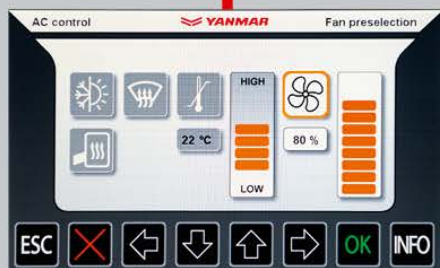 AC control
YANMAR
Fan preselection
HIGH
22 °C
80 %
LOW
ESC
OK
INFO